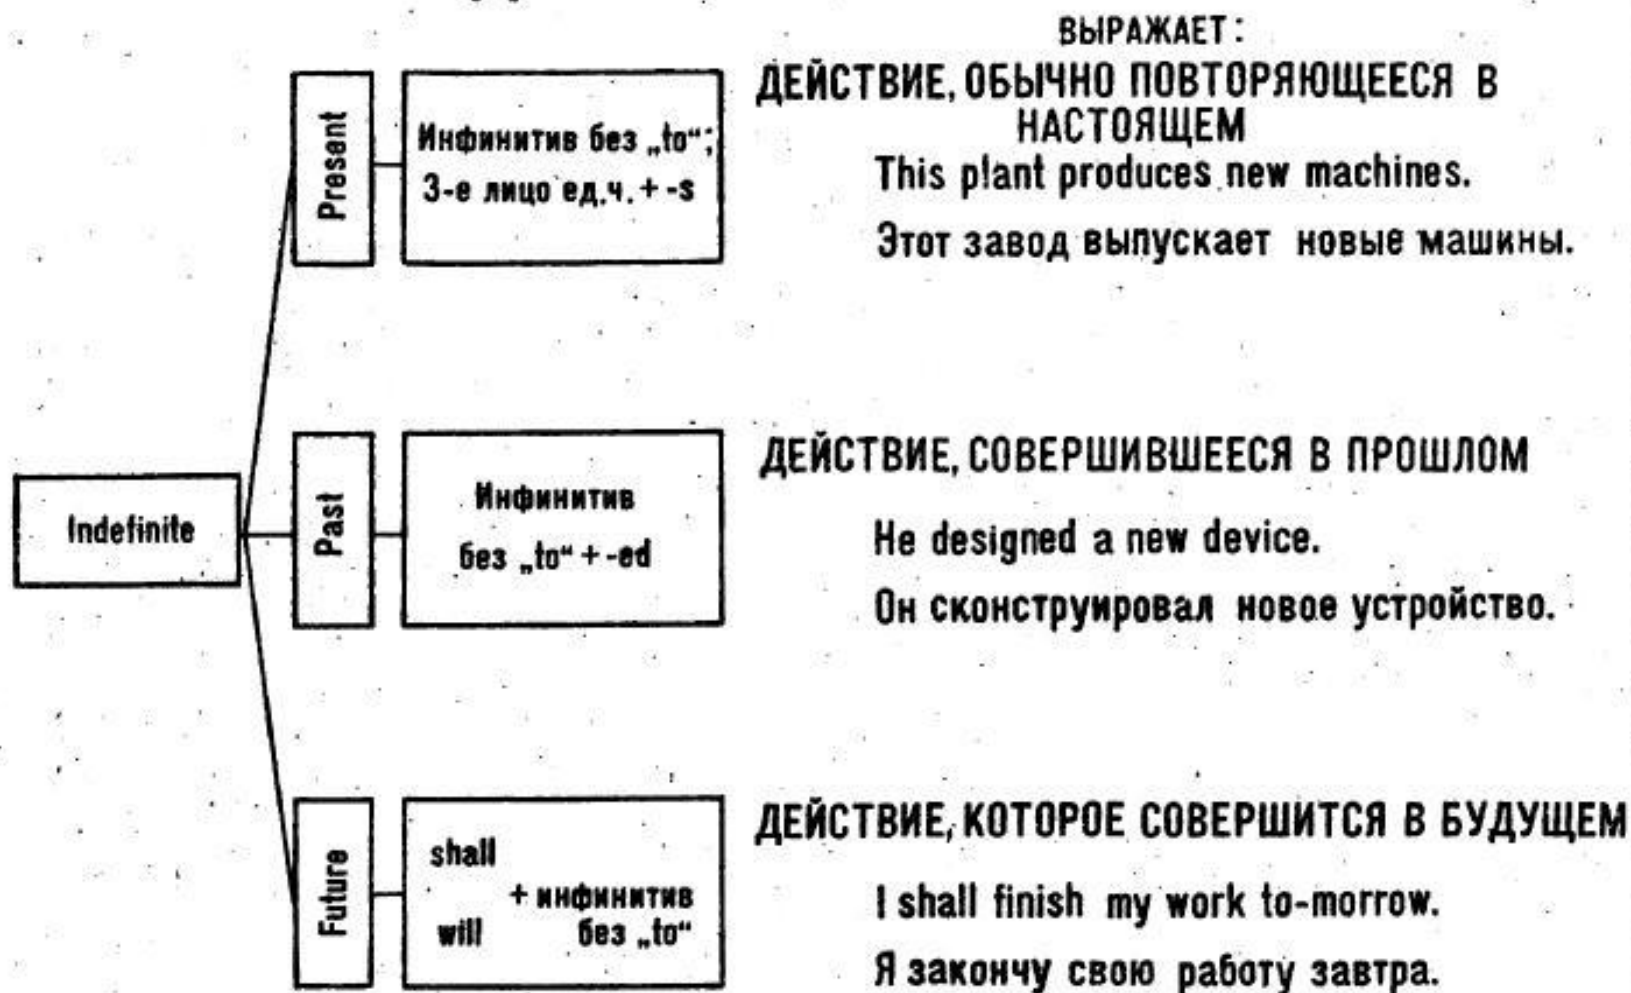 ВЫРАЖАЕТ:
Present
Инфинитив без „to“;
3-е лицо ед.ч. + -s
ДЕЙСТВИЕ, ОБЫЧНО ПОВТОРЯЮЩЕЕСЯ В
НАСТОЯЩЕМ
This plant produces new machines.
Этот завод выпускает новые машины.
Indefinite
Past
Инфинитив
без „to“ + -ed
ДЕЙСТВИЕ, СОВЕРШИВШЕЕСЯ В ПРОШЛОМ
He designed a new device.
Он сконструировал новое устройство.
Future
shall
+ инфинитив
will без „to“
ДЕЙСТВИЕ, КОТОРОЕ СОВЕРШИТСЯ В БУДУЩЕМ
I shall finish my work to-morrow.
Я закончу свою работу завтра.